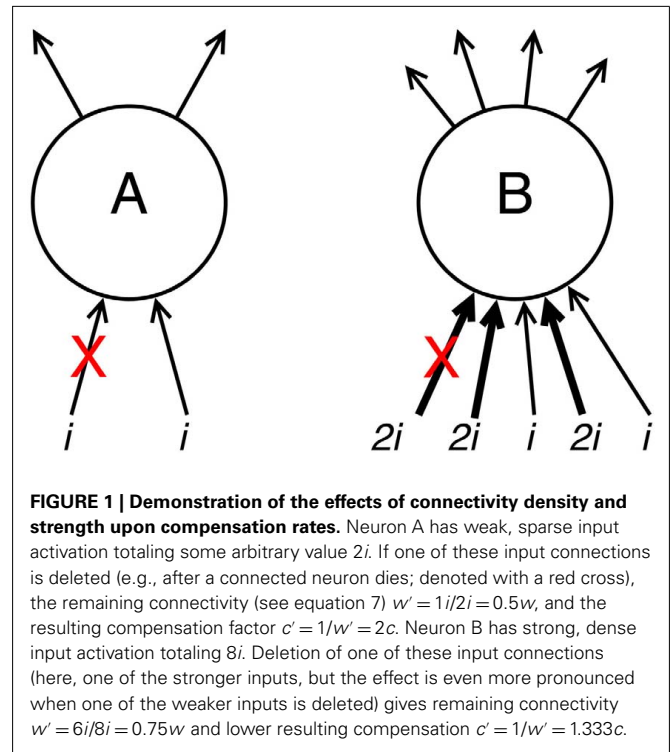 A B
X X
i i 2i 2i i 2i i
FIGURE 1 | Demonstration of the effects of connectivity density and
strength upon compensation rates. Neuron A has weak, sparse input
activation totaling some arbitrary value 2i. If one of these input connections
is deleted (e.g., after a connected neuron dies; denoted with a red cross),
the remaining connectivity (see equation 7) w′ = 1i/2i = 0.5w, and the
resulting compensation factor c′ = 1/w′ = 2c. Neuron B has strong, dense
input activation totaling 8i. Deletion of one of these input connections
(here, one of the stronger inputs, but the effect is even more pronounced
when one of the weaker inputs is deleted) gives remaining connectivity
w′ = 6i/8i = 0.75w and lower resulting compensation c′ = 1/w′ = 1.333c.